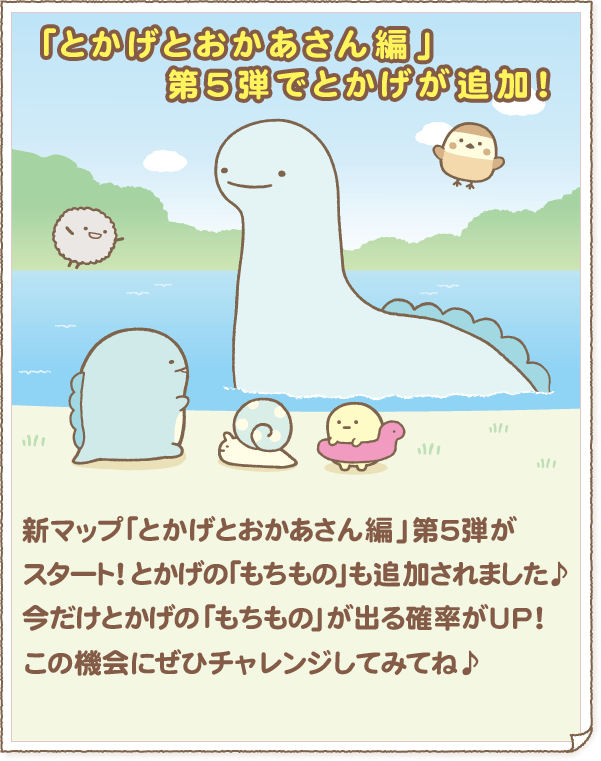 「とかげとおかあさん編」
第5弾でとかげが追加!
新マップ「とかげとおかあさん編」第5弾が
スタート!とかげの「もちもの」も追加されました♪
今だけとかげの「もちもの」が出る確率がUP!
この機会にぜひチャレンジしてみてね♪